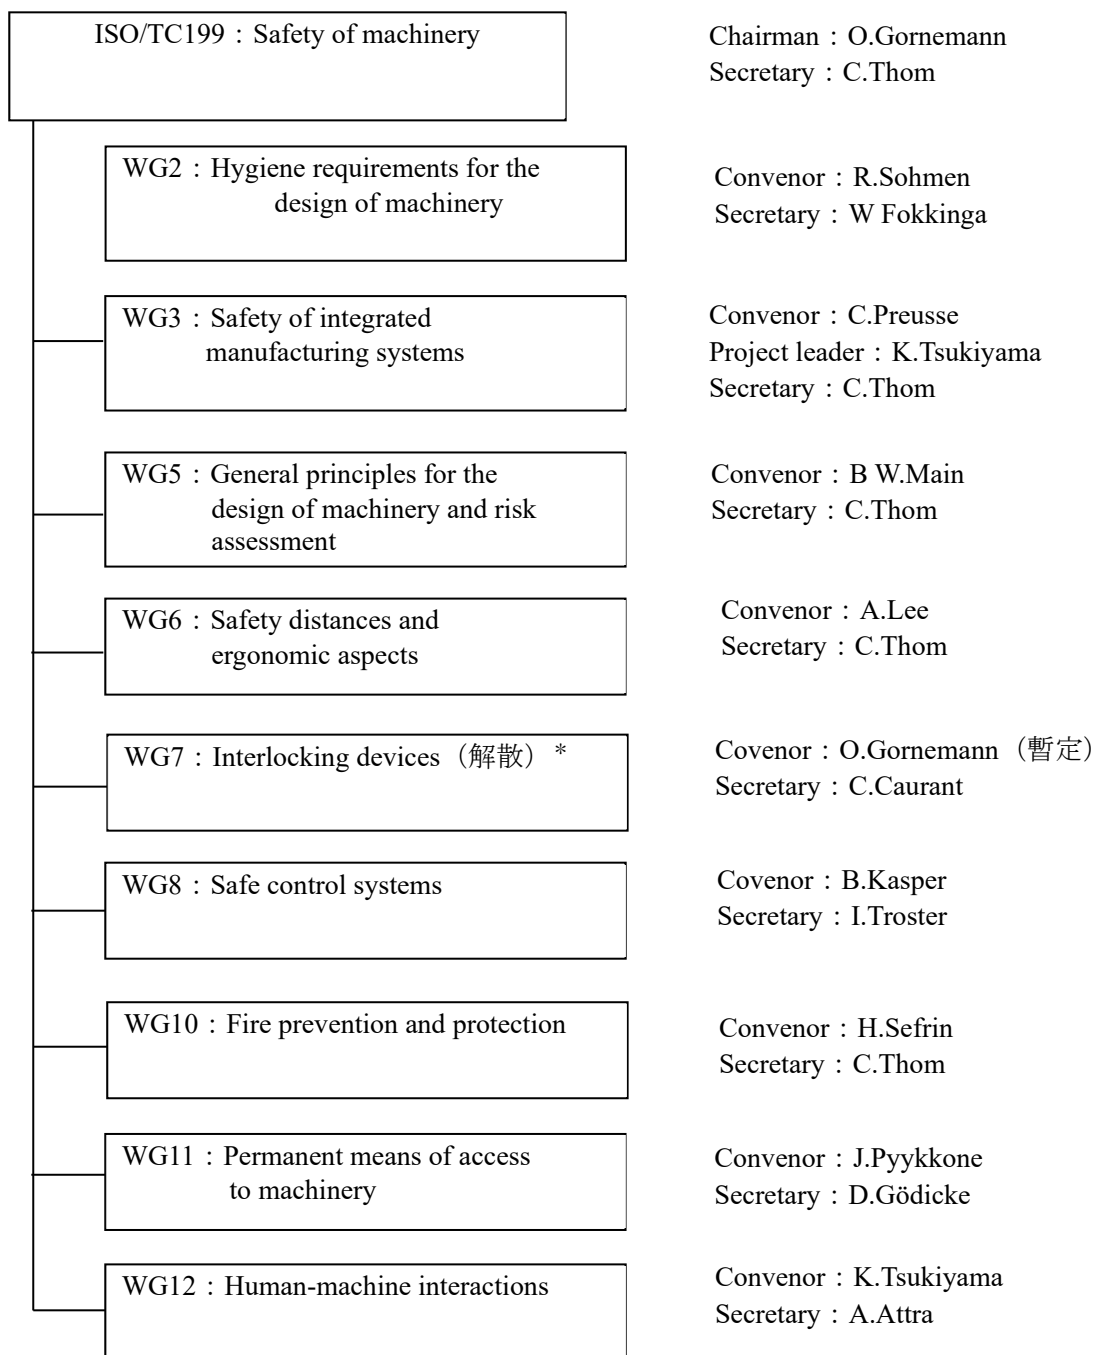 ISO/TC199：Safety of machinery
Chairman：O.Gornemann
Secretary：C.Thom
WG2：Hygiene requirements for the
design of machinery
Convenor：R.Sohmen
Secretary：W Fokkinga
WG3：Safety of integrated
manufacturing systems
Convenor：C.Preusse
Project leader：K.Tsukiyama
Secretary：C.Thom
WG5：General principles for the
design of machinery and risk
assessment
Convenor：B W.Main
Secretary：C.Thom
WG6：Safety distances and
ergonomic aspects
Convenor：A.Lee
Secretary：C.Thom
WG7：Interlocking devices（解散）*
Covenor：O.Gornemann（暫定）
Secretary：C.Caurant
WG8：Safe control systems
Covenor：B.Kasper
Secretary：I.Troster
WG10：Fire prevention and protection
Convenor：H.Sefrin
Secretary：C.Thom
WG11：Permanent means of access
to machinery
Convenor：J.Pyykkone
Secretary：D.Gödicke
WG12：Human-machine interactions
Convenor：K.Tsukiyama
Secretary：A.Attra